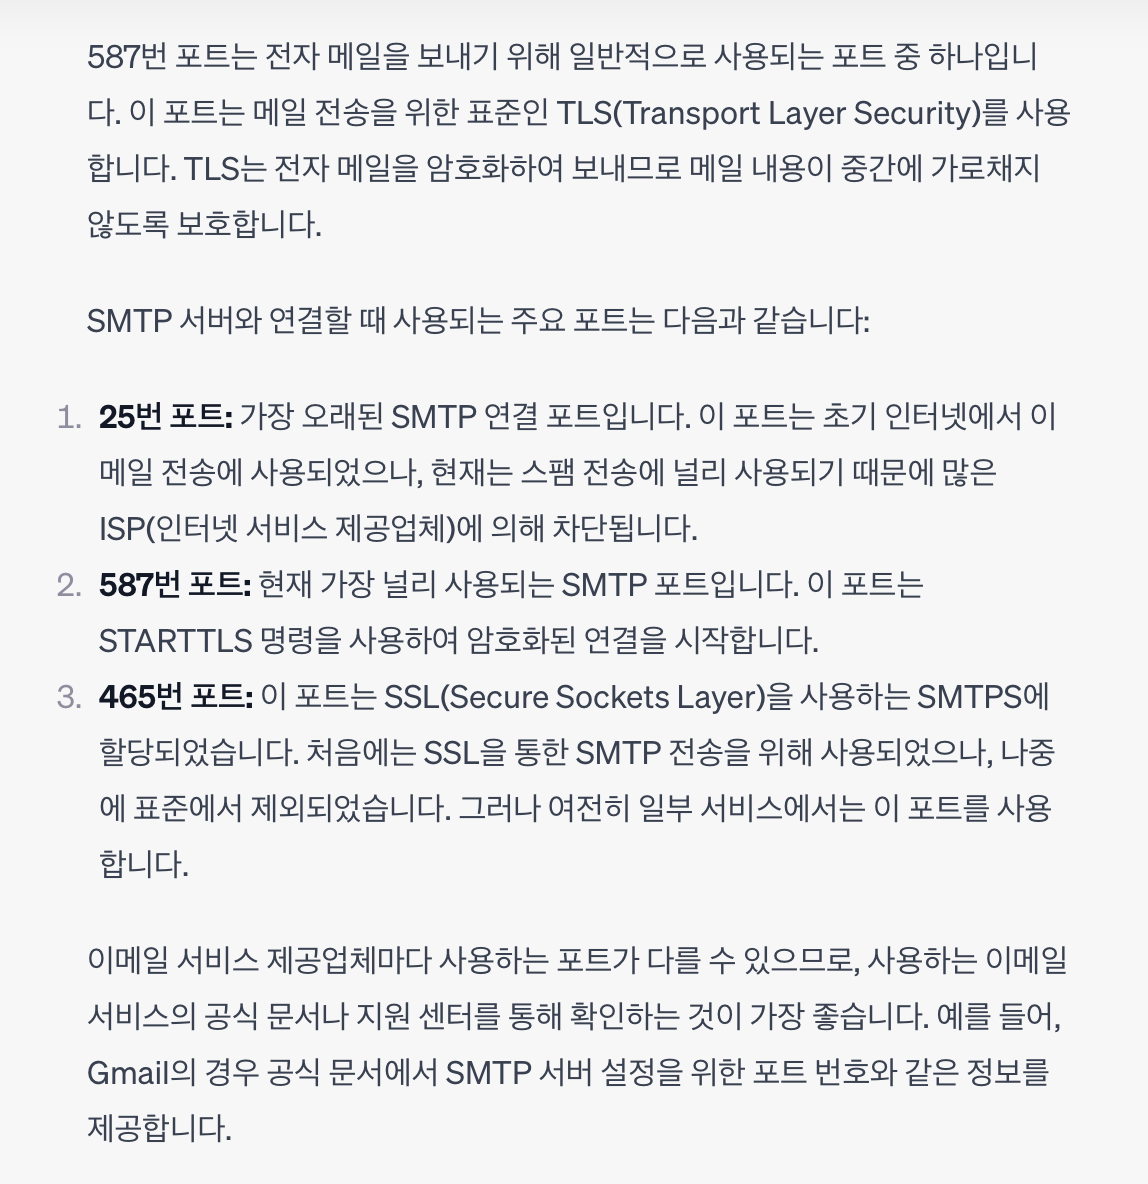 587번 포트는 전자 메일을 보내기 위해 일반적으로 사용되는 포트 중 하나입니
다. 이 포트는 메일 전송을 위한 표준인 TLS(Transport Layer Security)를 사용
합니다. TLS는 전자 메일을 암호화하여 보내므로 메일 내용이 중간에 가로채지
않도록 보호합니다.
SMTP 서버와 연결할 때 사용되는 주요 포트는 다음과 같습니다:
1. 25번 포트: 가장 오래된 SMTP 연결 포트입니다. 이 포트는 초기 인터넷에서 이
메일 전송에 사용되었으나, 현재는 스팸 전송에 널리 사용되기 때문에 많은
ISP(인터넷 서비스 제공업체)에 의해 차단됩니다.
2. 587번 포트: 현재 가장 널리 사용되는 SMTP 포트입니다. 이 포트는
STARTTLS 명령을 사용하여 암호화된 연결을 시작합니다.
3. 465번 포트: 이 포트는 SSL(Secure Sockets Layer)을 사용하는 SMTPS에
할당되었습니다. 처음에는 SSL을 통한 SMTP 전송을 위해 사용되었으나, 나중
에 표준에서 제외되었습니다. 그러나 여전히 일부 서비스에서는 이 포트를 사용
합니다.
이메일 서비스 제공업체마다 사용하는 포트가 다를 수 있으므로, 사용하는 이메일
서비스의 공식 문서나 지원 센터를 통해 확인하는 것이 가장 좋습니다. 예를 들어,
Gmail의 경우 공식 문서에서 SMTP 서버 설정을 위한 포트 번호와 같은 정보를
제공합니다.